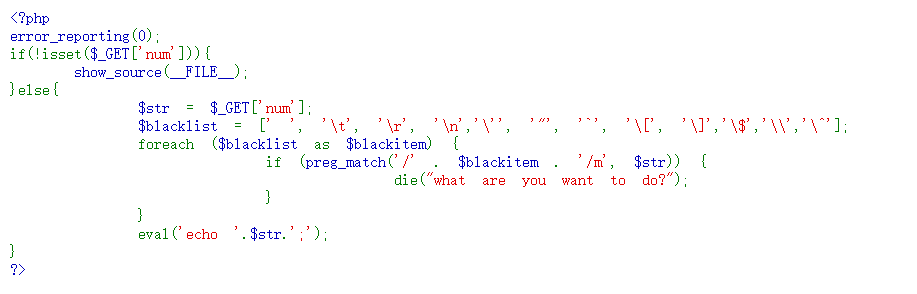 <?php
error_reporting(0);
if(!isset($_GET['num'])){
        show_source(__FILE__);
}else{
                $str = $_GET['num'];
                $blacklist = [' ', '\t', '\r', '\n','\'', '"', '`', '\[', '\]','\$','\\','\^'];
                foreach ($blacklist as $blackitem) {
                                if (preg_match('/' . $blackitem . '/m', $str)) {
                                                die("what are you want to do?");
                                }
                }
                eval('echo '.$str.';');
}
?>